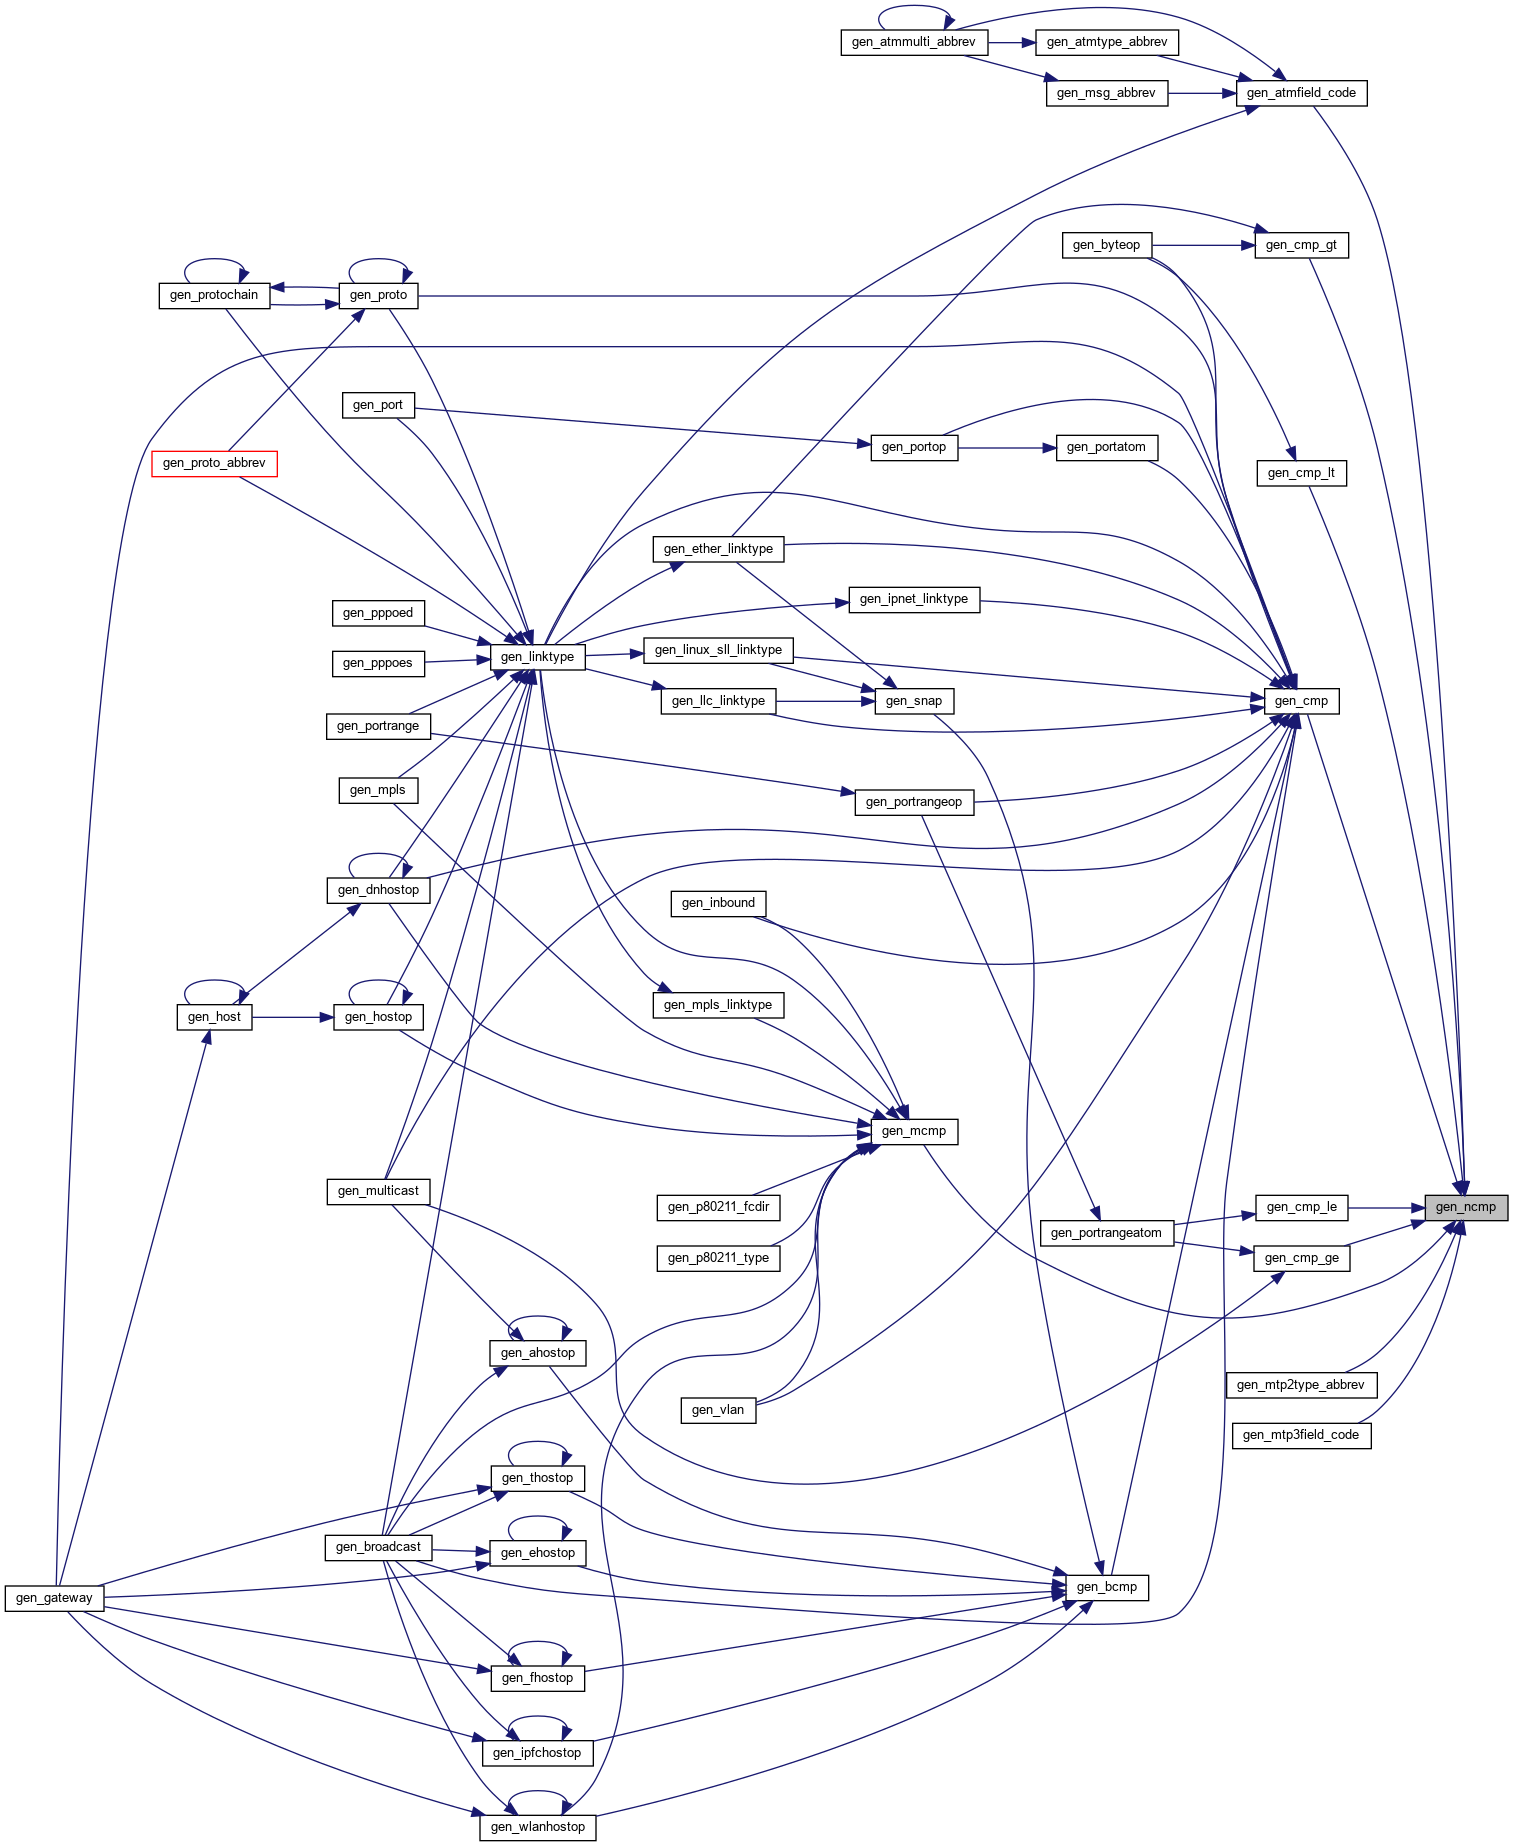 gen_atmmulti_abbrev
gen_atmtype_abbrev
gen_msg_abbrev
gen_atmfield_code
gen_byteop
gen_cmp_gt
gen_protochain
gen_proto
gen_port
gen_portop
gen_portatom
gen_proto_abbrev
gen_cmp_lt
gen_ether_linktype
gen_ipnet_linktype
gen_pppoed
gen_linktype
gen_linux_sll_linktype
gen_pppoes
gen_llc_linktype
gen_snap
gen_cmp
gen_portrange
gen_mpls
gen_portrangeop
gen_dnhostop
gen_inbound
gen_mpls_linktype
gen_host
gen_hostop
gen_mcmp
gen_multicast
gen_p80211_fcdir
gen_cmp_le
gen_ncmp
gen_portrangeatom
gen_p80211_type
gen_cmp_ge
gen_ahostop
gen_mtp2type_abbrev
gen_vlan
gen_mtp3field_code
gen_thostop
gen_broadcast
gen_ehostop
gen_bcmp
gen_gateway
gen_fhostop
gen_ipfchostop
gen_wlanhostop